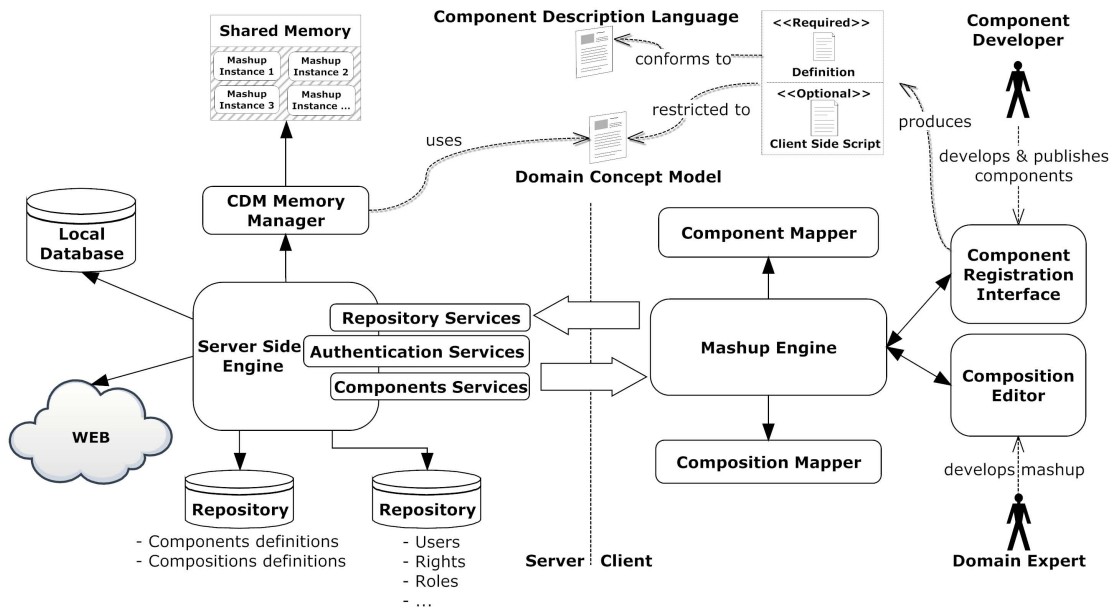 Component Description Language
Shared Memory
Mashup
Instance 1
Mashup
Instance 2
Mashup
Instance 3
Mashup
Instance ...
<<Required>>
Definition
<<Optional>>
Client Side Script
Component
Developer
conforms to
restricted to
produces
uses
develops & publishes
components
Domain Concept Model
CDM Memory
Manager
Local
Database
Component Mapper
Component
Registration
Interface
Server Side
Engine
Repository Services
Authentication Services
Components Services
Mashup Engine
Composition
Editor
WEB
Composition Mapper
develops mashup
Repository
- Components definitions
- Compositions definitions
Repository
- Users
- Rights
- Roles
- ...
Server
Client
Domain Expert